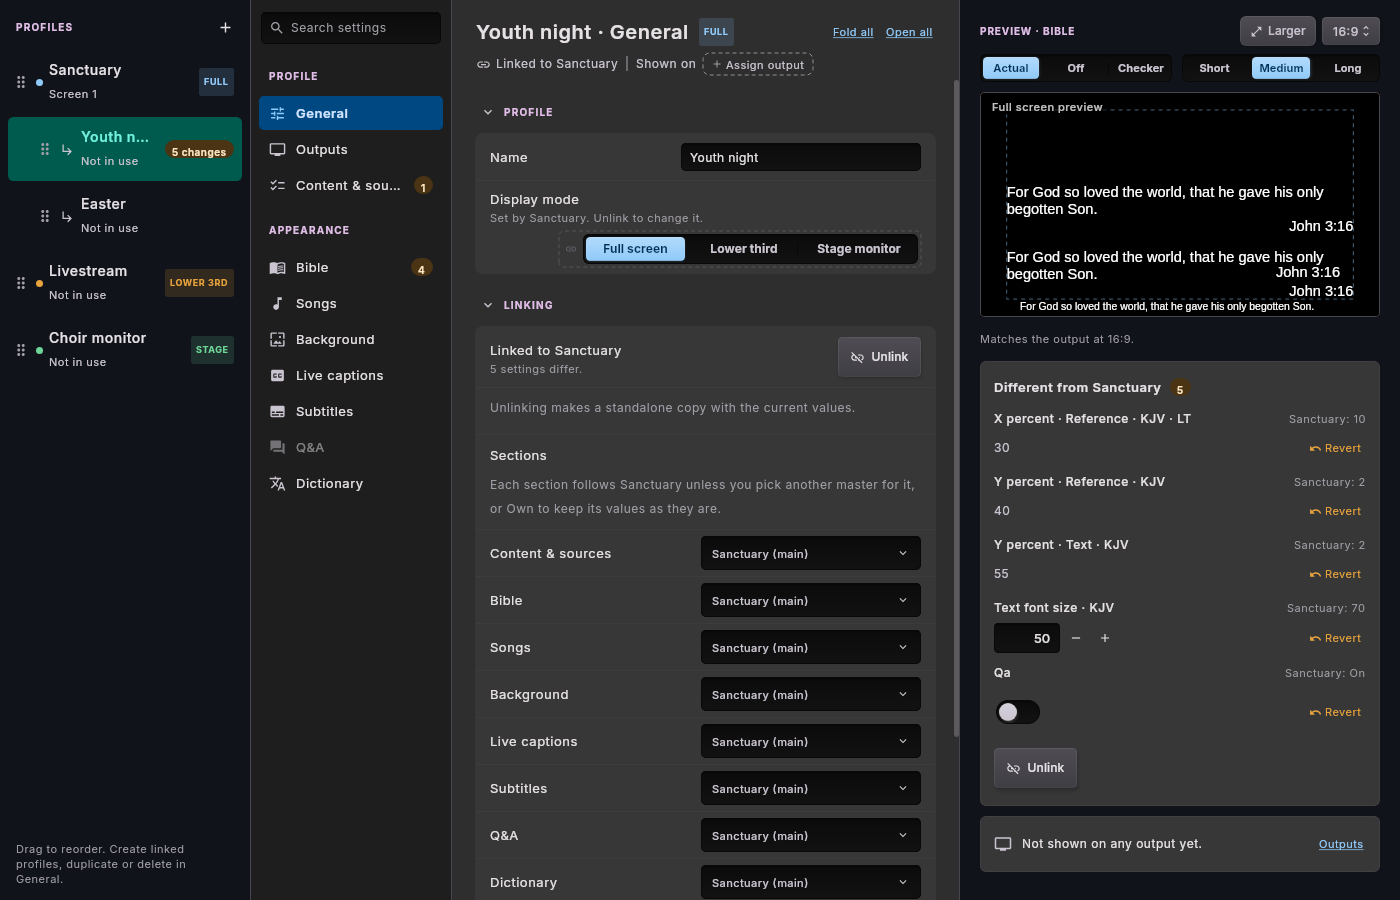 PROFILES
Sanctuary
Screen 1
FULL
Youth n...
Not in use
5 changes
Easter
Not in use
Livestream
Not in use
LOWER 3RD
Choir monitor
Not in use
STAGE
Drag to reorder. Create linked
profiles, duplicate or delete in
General.
Search settings
PROFILE
General
Outputs
Content & sou...
1
APPEARANCE
Bible
4
Songs
Background
Live captions
Subtitles
Q&A
Dictionary
Youth night · General
FULL
Fold all
Open all
Linked to Sanctuary | Shown on
+ Assign output
PROFILE
Name
Youth night
Display mode
Set by Sanctuary. Unlink to change it.
Full screen
Lower third
Stage monitor
LINKING
Linked to Sanctuary
5 settings differ.
Unlink
Unlinking makes a standalone copy with the current values.
Sections
Each section follows Sanctuary unless you pick another master for it,
or Own to keep its values as they are.
Content & sources
Sanctuary (main)
Bible
Sanctuary (main)
Songs
Sanctuary (main)
Background
Sanctuary (main)
Live captions
Sanctuary (main)
Subtitles
Sanctuary (main)
Q&A
Sanctuary (main)
Dictionary
Sanctuary (main)
PREVIEW · BIBLE
Larger
16:9
Actual
Off
Checker
Short
Medium
Long
Full screen preview
For God so loved the world, that he gave his only
begotten Son.
John 3:16
For God so loved the world, that he gave his only
begotten Son.
John 3:16
John 3:16
For God so loved the world, that he gave his only begotten Son.
Matches the output at 16:9.
Different from Sanctuary
5
X percent · Reference · KJV · LT
Sanctuary: 10
30
Revert
Y percent · Reference · KJV
Sanctuary: 2
40
Revert
Y percent · Text · KJV
Sanctuary: 2
55
Revert
Text font size · KJV
Sanctuary: 70
50
− +
Revert
Qa
Sanctuary: On
Revert
Unlink
Not shown on any output yet.
Outputs